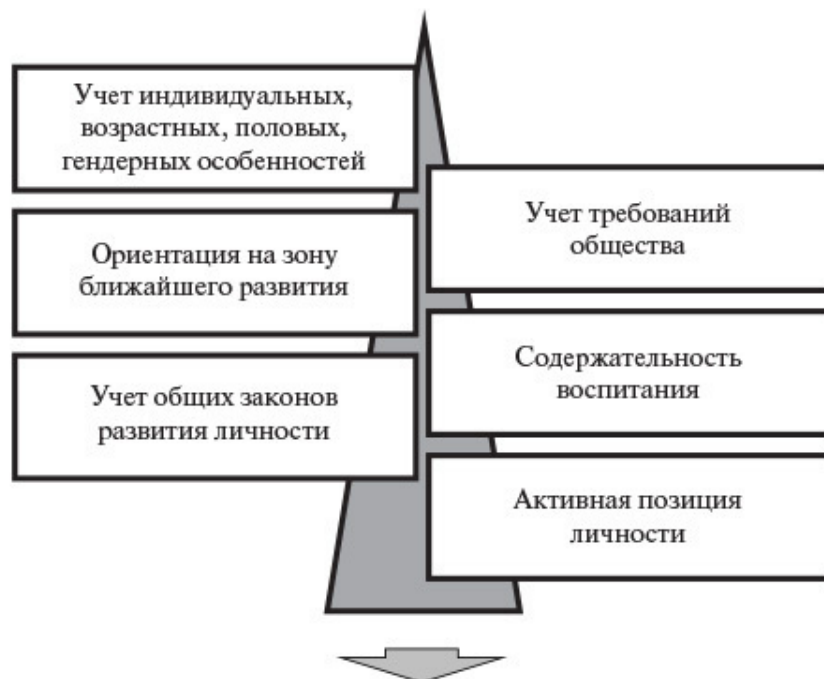 Учет индивидуальных,
возрастных, половых,
гендерных особенностей
Учет требований
общества
Ориентация на зону
ближайшего развития
Содержательность
воспитания
Учет общих законов
развития личности
Активная позиция
личности